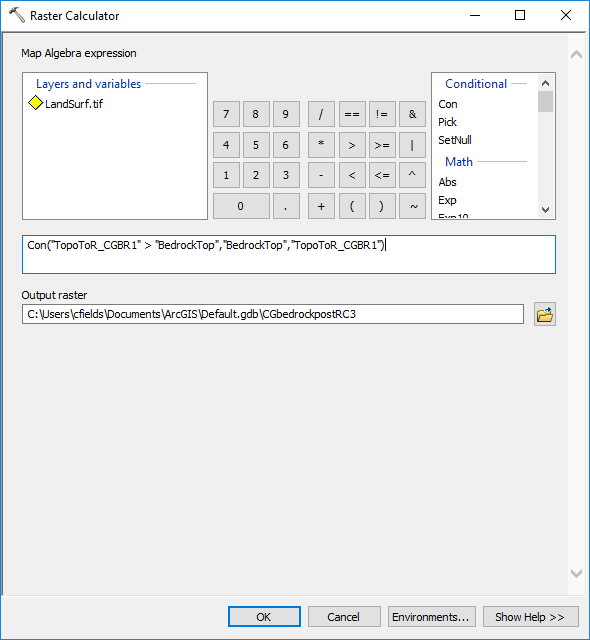 Raster Calculator
Map Algebra expression
Layers and variables
LandSurf.tif
7 8 9 / == != &
4 5 6 * > >= |
1 2 3 - < <= ^
0 . + ( ) ~
Conditional
Con
Pick
SetNull
Math
Abs
Exp
Exp10
Con("TopoToR_CGBR1" > "BedrockTop","BedrockTop","TopoToR_CGBR1")
Output raster
C:\Users\cfields\Documents\ArcGIS\Default.gdb\CGbedrockpostRC3
OK Cancel Environments... Show Help >>